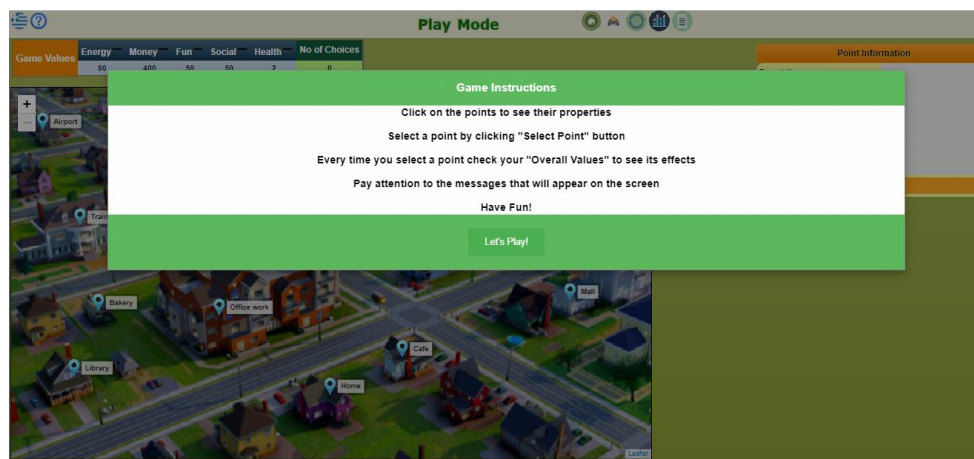 Play Mode
Game Values
Energy Money Fun Social Health No of Choices
50 400 50 50 2 0
Point Information
Game Instructions
Click on the points to see their properties
Select a point by clicking "Select Point" button
Every time you select a point check your "Overall Values" to see its effects
Pay attention to the messages that will appear on the screen
Have Fun!
Let's Play!
+
Airport
Train
Bakery
Office work
Mall
Cafe
Library
Home
Leaflet